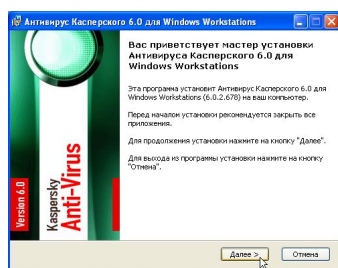 Антивирус Касперского 6.0 для Windows Workstations
Вас приветствует мастер установки
Антивируса Касперского 6.0 для
Windows Workstations
Эта программа установит Антивирус Касперского 6.0 для
Windows Workstations (6.0.2.678) на ваш компьютер.
Перед началом установки рекомендуется закрыть все
приложения.
Для продолжения установки нажмите на кнопку "Далее".
Для выхода из программы установки нажмите на кнопку
"Отмена".
Version 6.0
Kaspersky
Anti-Virus
Далее >
Отмена